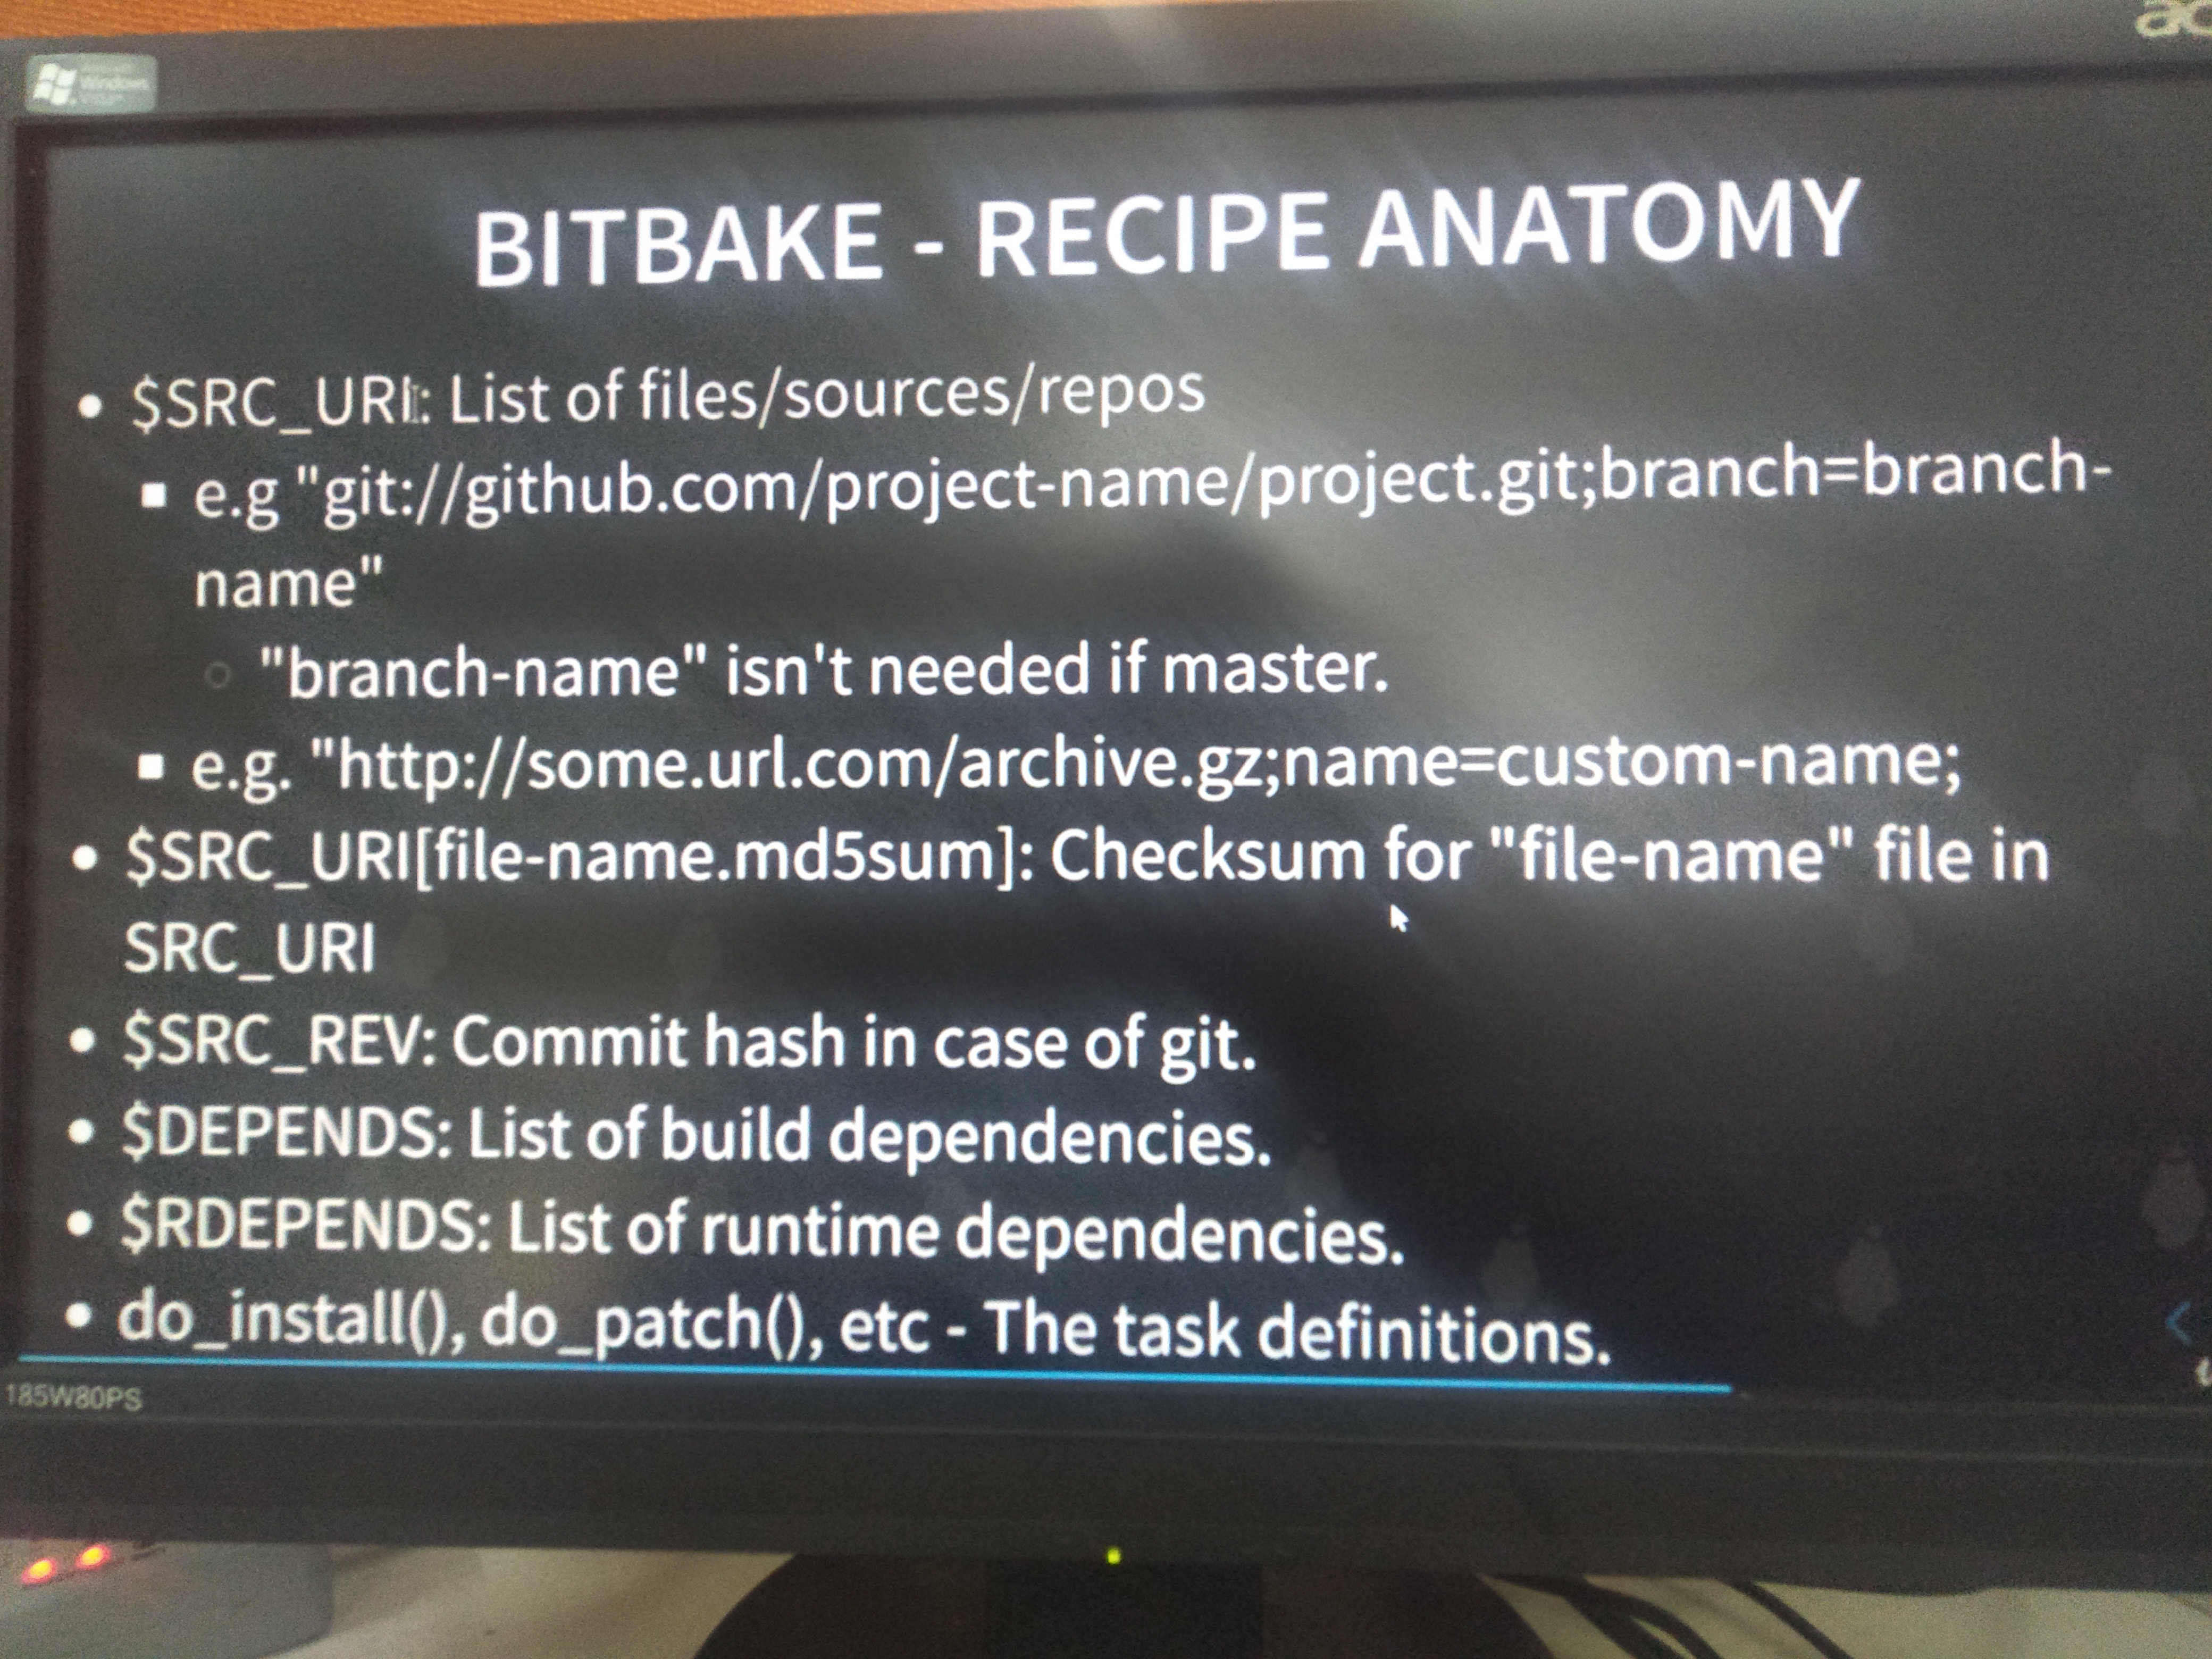 ac
Windows
Vista
BITBAKE - RECIPE ANATOMY
• $SRC_URI: List of files/sources/repos
▪ e.g "git://github.com/project-name/project.git;branch=branch-
name"
○ "branch-name" isn't needed if master.
▪ e.g. "http://some.url.com/archive.gz;name=custom-name;
• $SRC_URI[file-name.md5sum]: Checksum for "file-name" file in
SRC_URI
• $SRC_REV: Commit hash in case of git.
• $DEPENDS: List of build dependencies.
• $RDEPENDS: List of runtime dependencies.
• do_install(), do_patch(), etc - The task definitions.
185W80PS